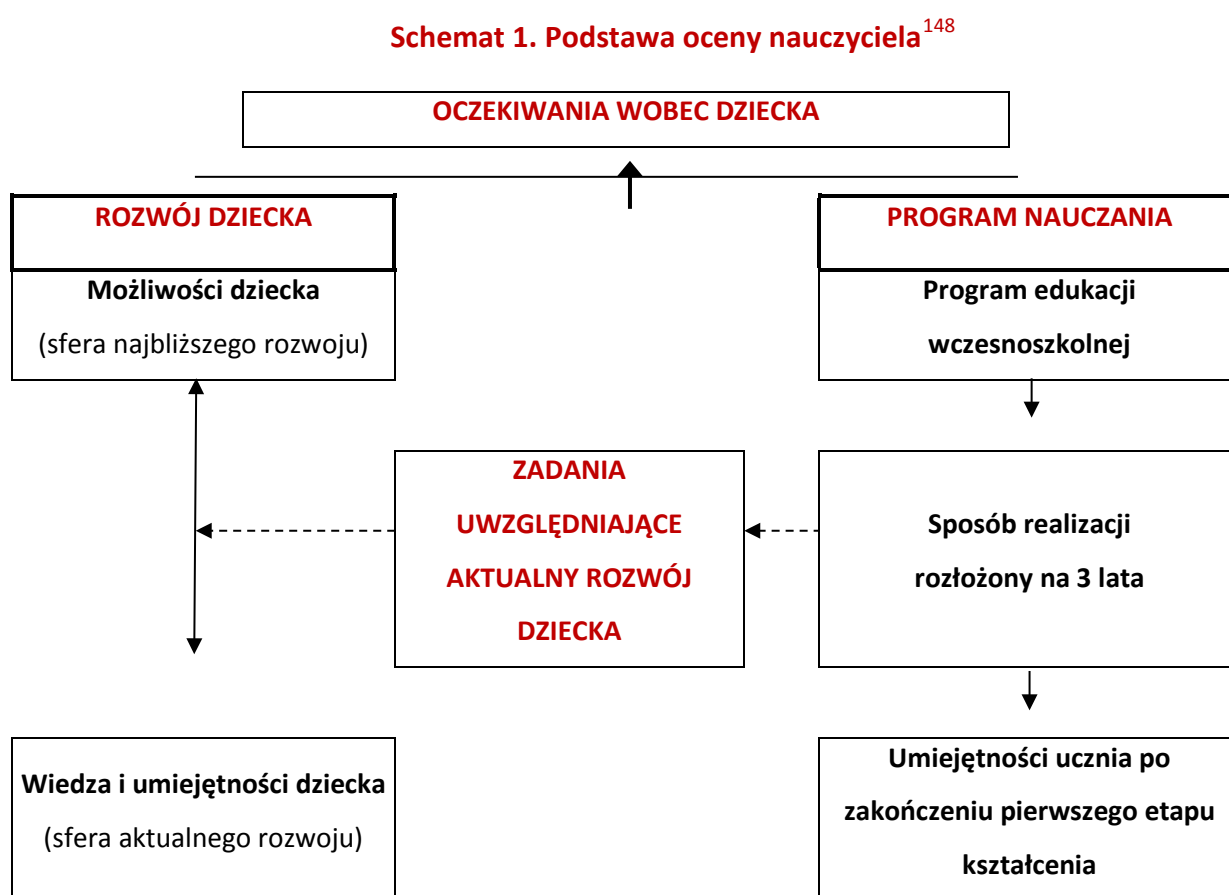 Schemat 1. Podstawa oceny nauczyciela148
OCZEKIWANIA WOBEC DZIECKA
ROZWÓJ DZIECKA
Możliwości dziecka
(sfera najbliższego rozwoju)
PROGRAM NAUCZANIA
Program edukacji
wczesnoszkolnej
ZADANIA
UWZGLĘDNIAJĄCE
AKTUALNY ROZWÓJ
DZIECKA
Sposób realizacji
rozłożony na 3 lata
Wiedza i umiejętności dziecka
(sfera aktualnego rozwoju)
Umiejętności ucznia po
zakończeniu pierwszego etapu
kształcenia